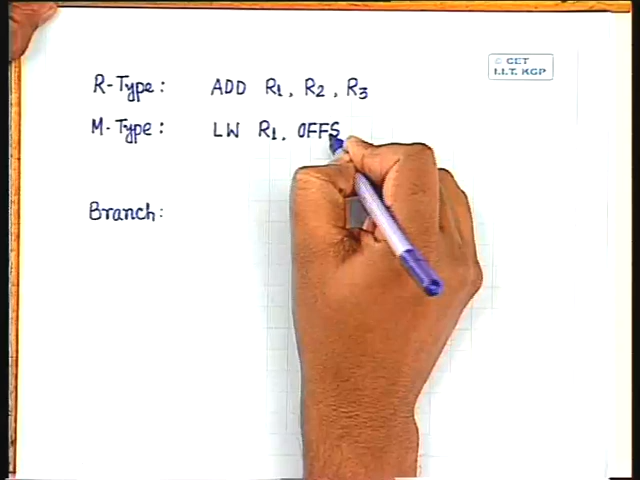 © CET
I.I.T. KGP
R-Type: ADD R1, R2, R3
M-Type: LW R1, OFFS
Branch: